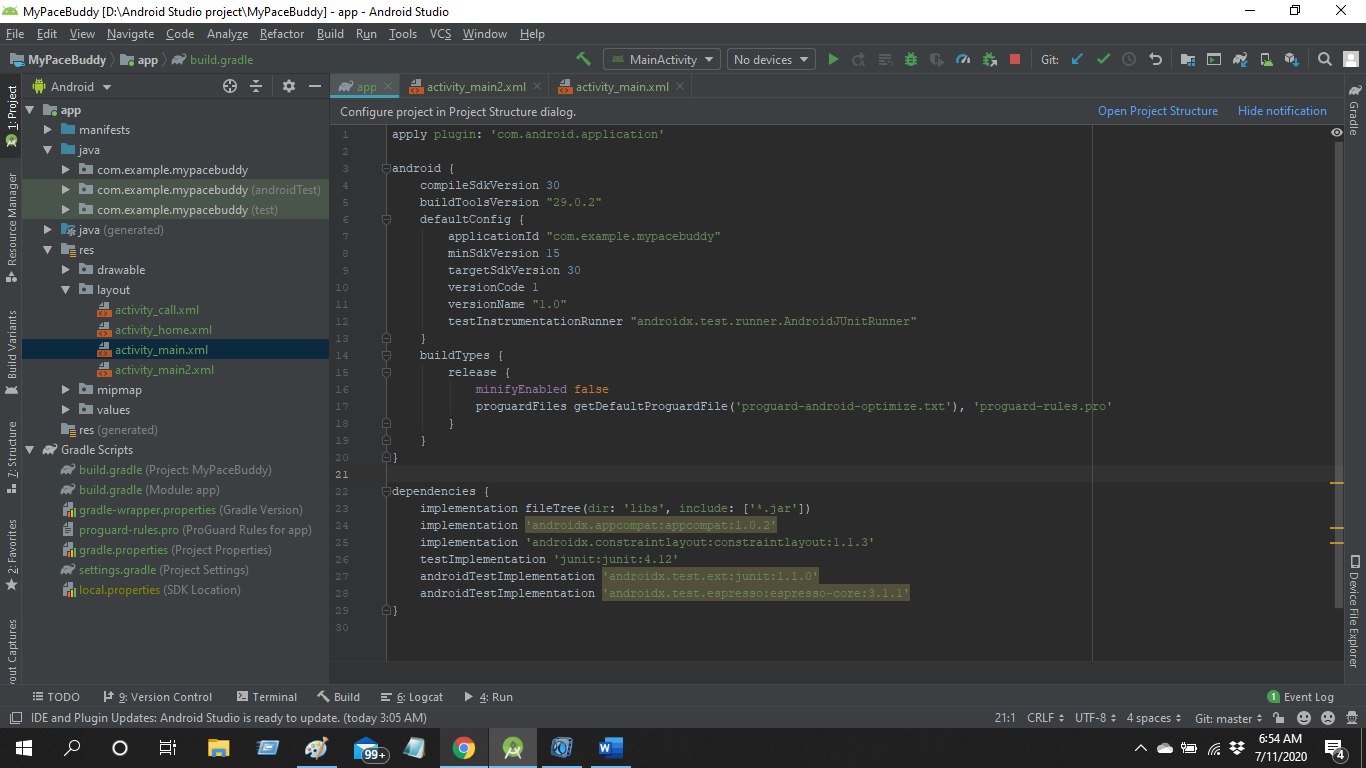 MyPaceBuddy [D:\Android Studio project\MyPaceBuddy] - app - Android Studio
File Edit View Navigate Code Analyze Refactor Build Run Tools VCS Window Help
MyPaceBuddy app build.gradle MainActivity No devices Git:
Android app activity_main2.xml activity_main.xml
Configure project in Project Structure dialog. Open Project Structure Hide notification
1: Project
Resource Manager
Build Variants
7: Structure
2: Favorites
app
manifests
java
com.example.mypacebuddy
com.example.mypacebuddy (androidTest)
com.example.mypacebuddy (test)
java (generated)
res
drawable
layout
activity_call.xml
activity_home.xml
activity_main.xml
activity_main2.xml
mipmap
values
res (generated)
Gradle Scripts
build.gradle (Project: MyPaceBuddy)
build.gradle (Module: app)
gradle-wrapper.properties (Gradle Version)
proguard-rules.pro (ProGuard Rules for app)
gradle.properties (Project Properties)
settings.gradle (Project Settings)
local.properties (SDK Location)
1 apply plugin: 'com.android.application'
2
3 android {
4 compileSdkVersion 30
5 buildToolsVersion "29.0.2"
6 defaultConfig {
7 applicationId "com.example.mypacebuddy"
8 minSdkVersion 15
9 targetSdkVersion 30
10 versionCode 1
11 versionName "1.0"
12 testInstrumentationRunner "androidx.test.runner.AndroidJUnitRunner"
13 }
14 buildTypes {
15 release {
16 minifyEnabled false
17 proguardFiles getDefaultProguardFile('proguard-android-optimize.txt'), 'proguard-rules.pro'
18 }
19 }
20 }
21
22 dependencies {
23 implementation fileTree(dir: 'libs', include: ['*.jar'])
24 implementation 'androidx.appcompat:appcompat:1.0.2'
25 implementation 'androidx.constraintlayout:constraintlayout:1.1.3'
26 testImplementation 'junit:junit:4.12'
27 androidTestImplementation 'androidx.test.ext:junit:1.1.0'
28 androidTestImplementation 'androidx.test.espresso:espresso-core:3.1.1'
29 }
30
Gradle
Device File Explorer
TODO 9: Version Control Terminal Build 6: Logcat 4: Run 1 Event Log
IDE and Plugin Updates: Android Studio is ready to update. (today 3:05 AM) 21:1 CRLF UTF-8 4 spaces Git: master
99+ 6:54 AM
7/11/2020 4